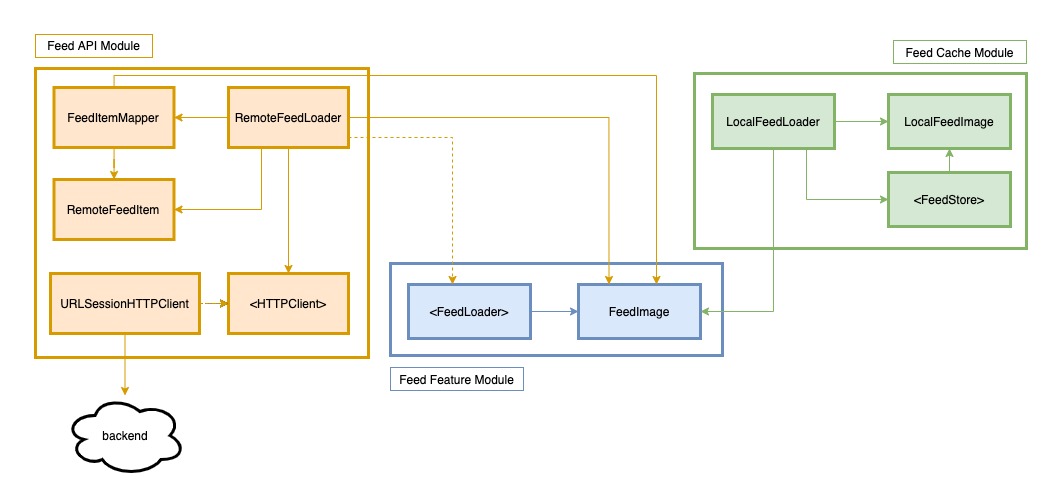 Feed API Module
FeedItemMapper
RemoteFeedLoader
RemoteFeedItem
URLSessionHTTPClient
<HTTPClient>
backend
<FeedLoader>
FeedImage
Feed Feature Module
Feed Cache Module
LocalFeedLoader
LocalFeedImage
<FeedStore>